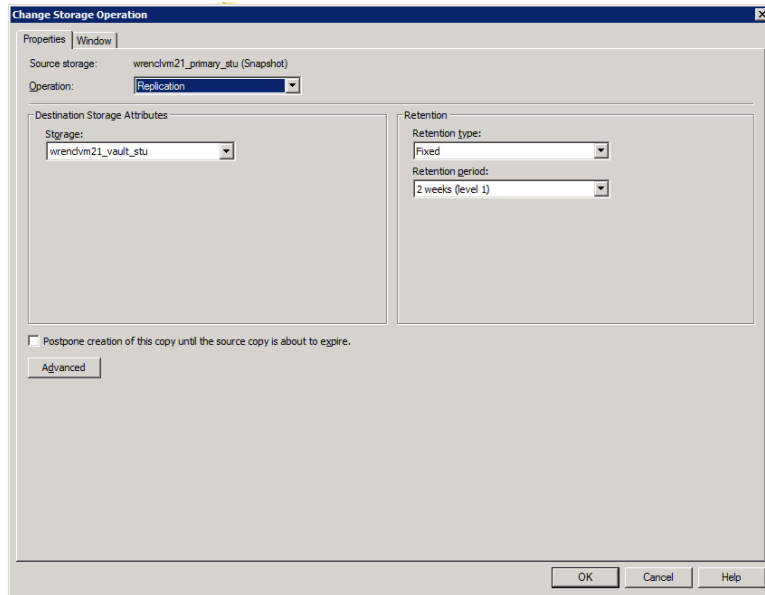 Change Storage Operation
Properties Window
Source storage: wrenclvm21_primary_stu (Snapshot)
Operation: Replication
Destination Storage Attributes
Storage:
wrenclvm21_vault_stu
Retention
Retention type:
Fixed
Retention period:
2 weeks (level 1)
Postpone creation of this copy until the source copy is about to expire.
Advanced
OK Cancel Help